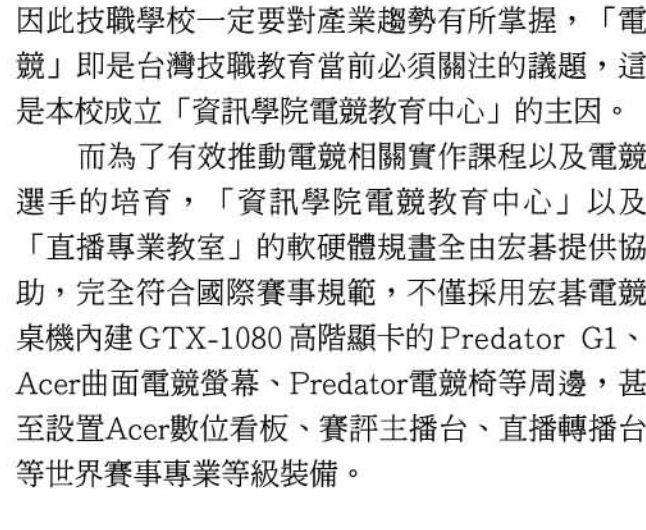 因此技職學校一定要對產業趨勢有所掌握，「電
競」即是台灣技職教育當前必須關注的議題，這
是本校成立「資訊學院電競教育中心」的主因。
而為了有效推動電競相關實作課程以及電競
選手的培育，「資訊學院電競教育中心」以及
「直播專業教室」的軟硬體規畫全由宏碁提供協
助，完全符合國際賽事規範，不僅採用宏碁電競
桌機內建GTX-1080高階顯卡的Predator G1、
Acer曲面電競螢幕、Predator電競椅等周邊，甚
至設置Acer數位看板、賽評主播台、直播轉播台
等世界賽事專業等級裝備。